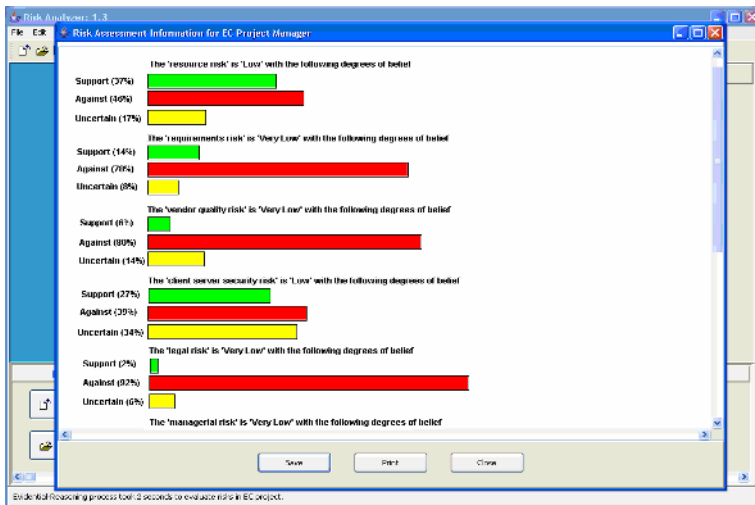 Risk Analyzer: 1.3
File Edit
Risk Assessment Information for EC Project Manager
The 'resource risk' is 'Low' with the following degrees of belief
Support (37%)
Against (46%)
Uncertain (17%)
The 'requirements risk' is 'Very Low' with the following degrees of belief
Support (14%)
Against (78%)
Uncertain (8%)
The 'vendor quality risk' is 'Very Low' with the following degrees of belief
Support (6%)
Against (80%)
Uncertain (14%)
The 'client server security risk' is 'Low' with the following degrees of belief
Support (27%)
Against (39%)
Uncertain (34%)
The 'legal risk' is 'Very Low' with the following degrees of belief
Support (2%)
Against (92%)
Uncertain (6%)
The 'managerial risk' is 'Very Low' with the following degrees of belief
Save Print Close
Evidential Reasoning process took 2 seconds to evaluate risks in EC project.